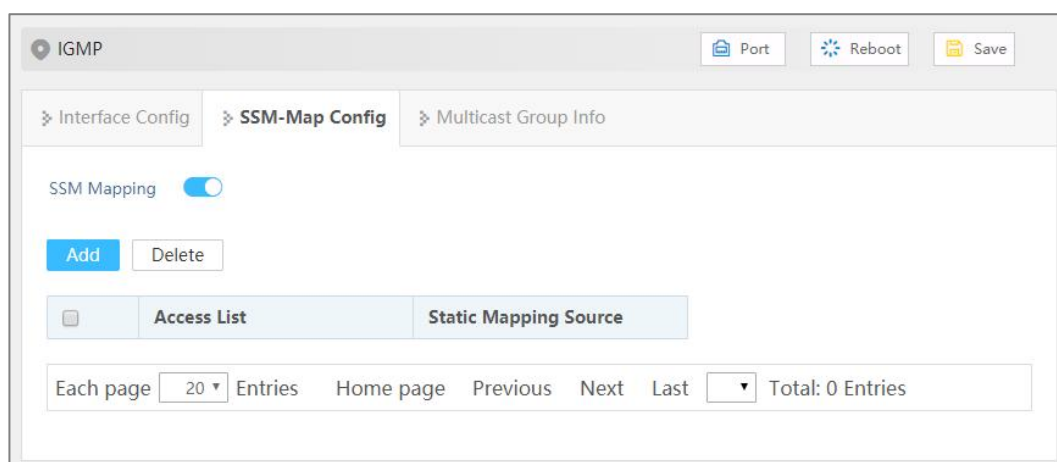 IGMP Port Reboot Save
Interface Config SSM-Map Config Multicast Group Info
SSM Mapping
Add Delete
Access List Static Mapping Source
Each page 20 Entries Home page Previous Next Last Total: 0 Entries